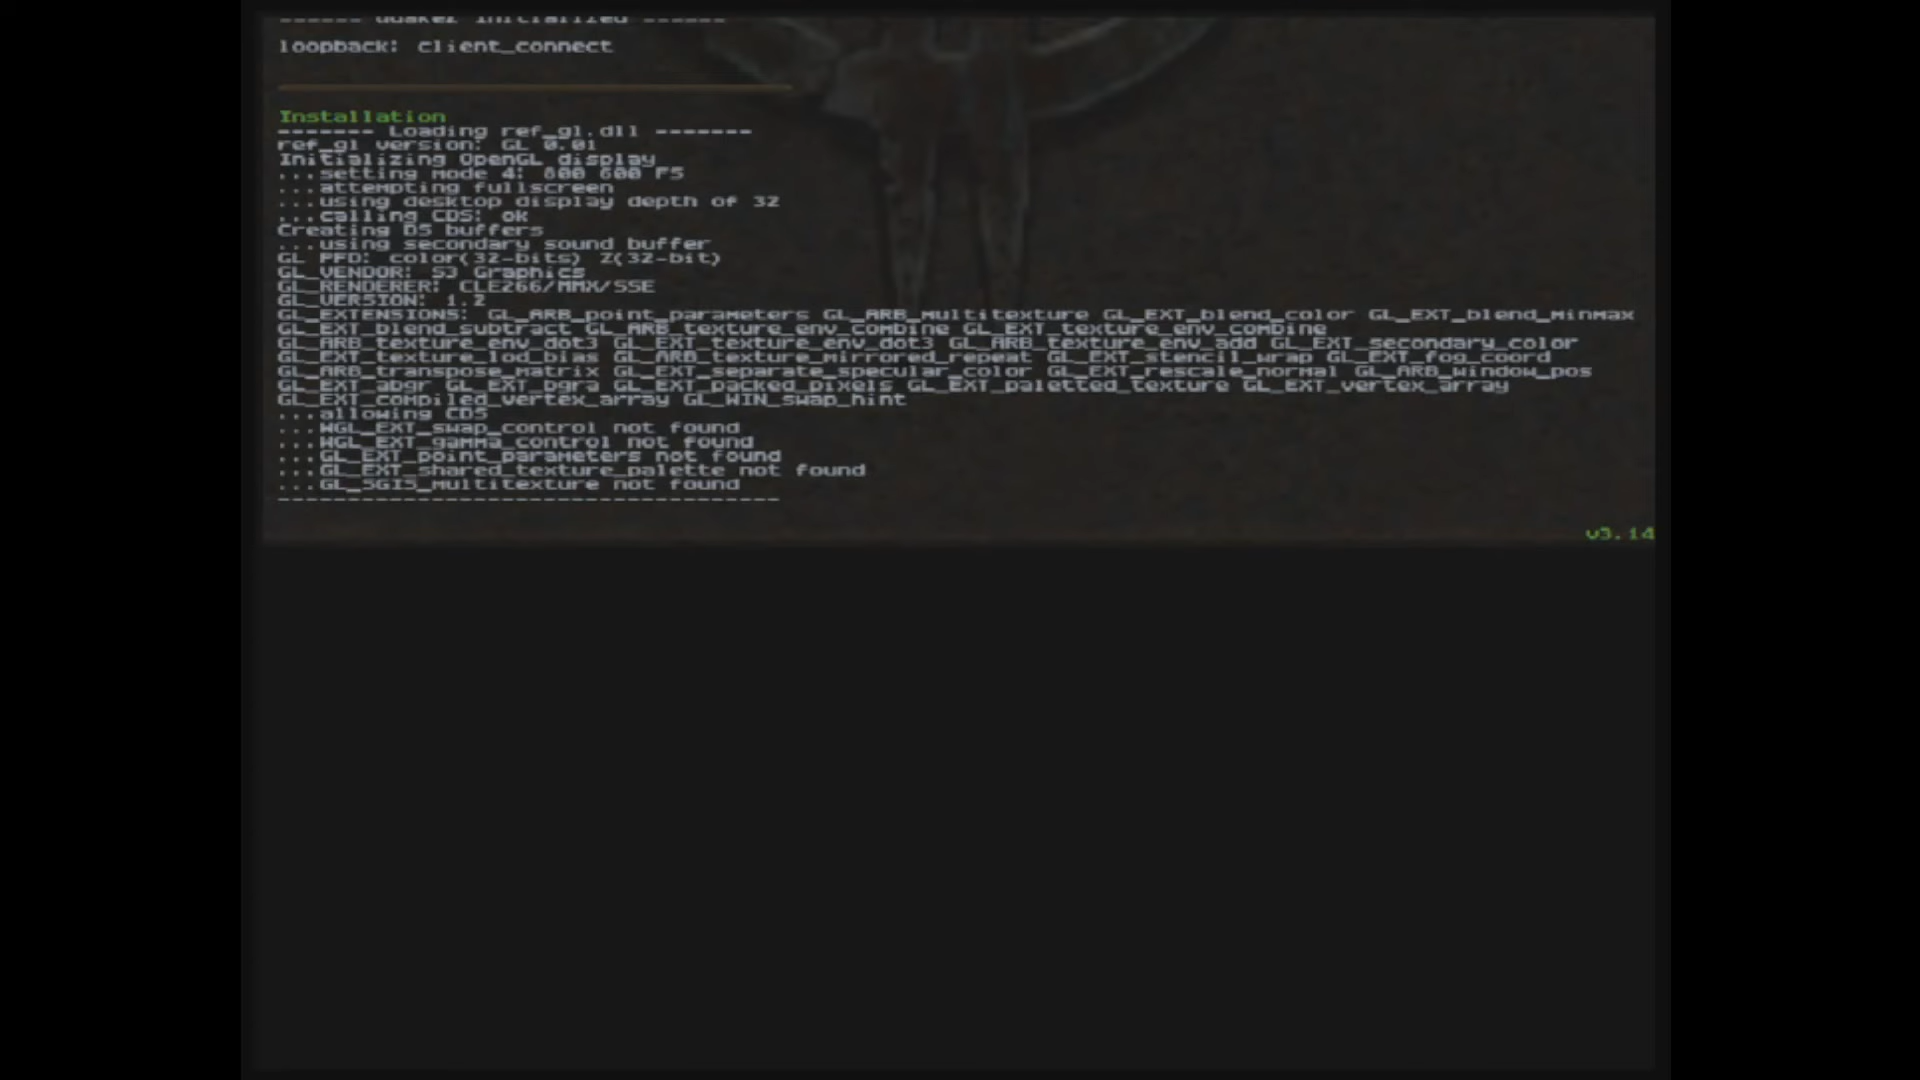 ------ Quake2 Initialized ------
loopback: client_connect
Installation
------- Loading ref_gl.dll -------
ref_gl version: GL 0.01
Initializing OpenGL display
...setting mode 4: 800 600 FS
...attempting fullscreen
...using desktop display depth of 32
...calling CDS: ok
Creating DS buffers
...using secondary sound buffer
GL PFD: color(32-bits) Z(32-bit)
GL_VENDOR: S3 Graphics
GL_RENDERER: CLE266/MMX/SSE
GL_VERSION: 1.2
GL_EXTENSIONS: GL_ARB_point_parameters GL_ARB_multitexture GL_EXT_blend_color GL_EXT_blend_minmax
GL_EXT_blend_subtract GL_ARB_texture_env_combine GL_EXT_texture_env_combine
GL_ARB_texture_env_dot3 GL_EXT_texture_env_dot3 GL_ARB_texture_env_add GL_EXT_secondary_color
GL_EXT_texture_lod_bias GL_ARB_texture_mirrored_repeat GL_EXT_stencil_wrap GL_EXT_fog_coord
GL_ARB_transpose_matrix GL_EXT_separate_specular_color GL_EXT_rescale_normal GL_ARB_window_pos
GL_EXT_abgr GL_EXT_bgra GL_EXT_packed_pixels GL_EXT_paletted_texture GL_EXT_vertex_array
GL_EXT_compiled_vertex_array GL_WIN_swap_hint
...allowing CDS
...WGL_EXT_swap_control not found
...WGL_EXT_gamma_control not found
...GL_EXT_point_parameters not found
...GL_EXT_shared_texture_palette not found
...GL_SGIS_multitexture not found
------------------------------------
v3.14